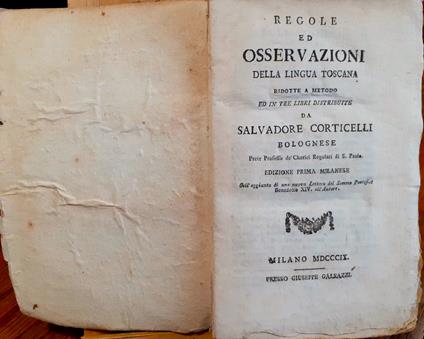 REGOLE
ED
OSSERVAZIONI
DELLA LINGUA TOSCANA
RIDOTTE A METODO
ED IN TRE LIBRI DISTRIBUITE
DA
SALVADORE CORTICELLI
BOLOGNESE
Prete Professo de' Cherici Regolari di S. Paolo.
EDIZIONE PRIMA MILANESE
Coll'aggiunta di una nuova Lettera del Sommo Pontefice
Benedetto XIV. all'Autore.
MILANO MDCCCIX.
PRESSO GIUSEPPE GALEAZZI.